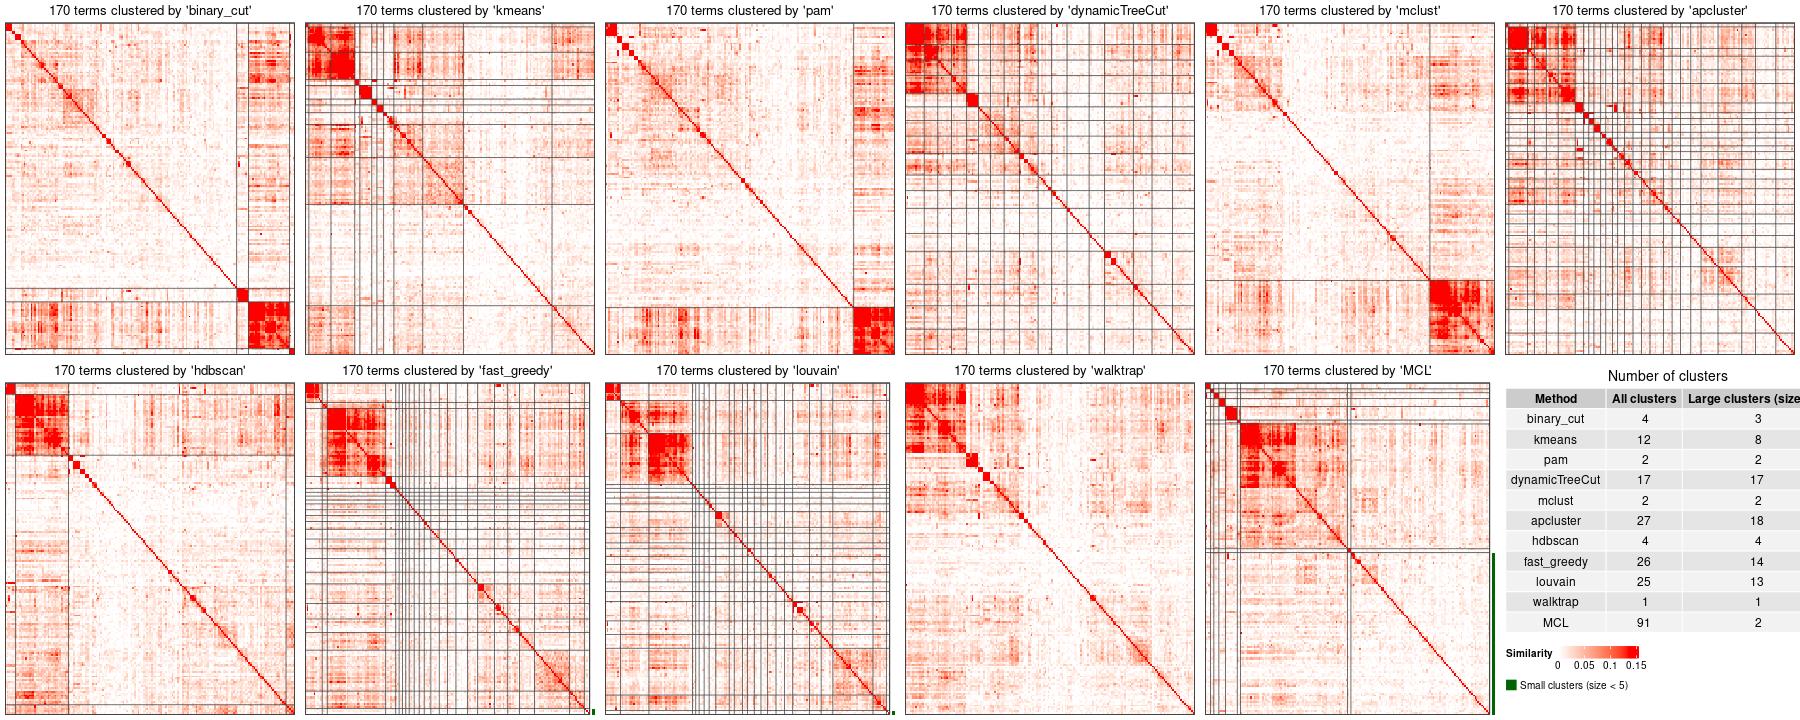 170 terms clustered by 'binary_cut'
170 terms clustered by 'kmeans'
170 terms clustered by 'pam'
170 terms clustered by 'dynamicTreeCut'
170 terms clustered by 'mclust'
170 terms clustered by 'apcluster'
170 terms clustered by 'hdbscan'
170 terms clustered by 'fast_greedy'
170 terms clustered by 'louvain'
170 terms clustered by 'walktrap'
170 terms clustered by 'MCL'
Number of clusters
Method All clusters Large clusters (size
binary_cut 4 3
kmeans 12 8
pam 2 2
dynamicTreeCut 17 17
mclust 2 2
apcluster 27 18
hdbscan 4 4
fast_greedy 26 14
louvain 25 13
walktrap 1 1
MCL 91 2
Similarity
0 0.05 0.1 0.15
Small clusters (size < 5)